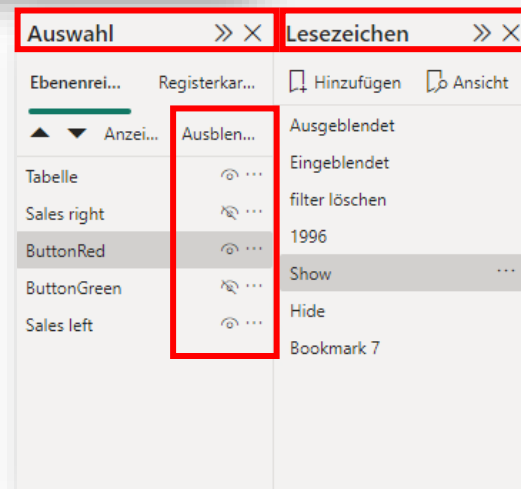 Auswahl
Ebenenrei... Registerkar...
Anzei... Ausblen...
Tabelle
Sales right
ButtonRed
ButtonGreen
Sales left
Lesezeichen
Hinzufügen Ansicht
Ausgeblendet
Eingeblendet
filter löschen
1996
Show
Hide
Bookmark 7